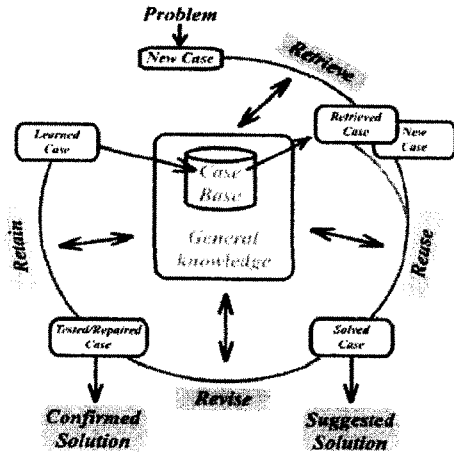 Problem
New Case
Retrieve
Retrieved
Case
New
Case
Learned
Case
Case
Base
General
knowledge
Retain
Reuse
Tested/Repaired
Case
Solved
Case
Revise
Confirmed
Solution
Suggested
Solution